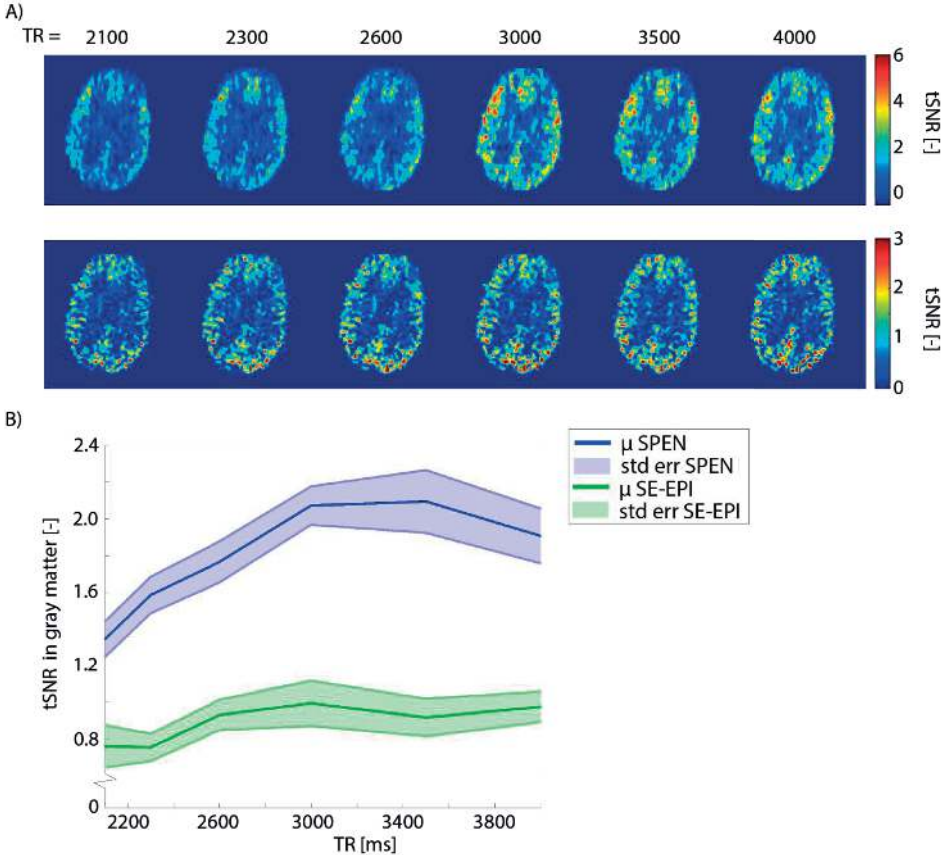 A)
TR = 2100 2300 2600 3000 3500 4000
6
4
2
0
tSNR [-]
3
2
1
0
tSNR [-]
B)
2.4
2.0
1.6
1.2
0.8
0
tSNR in gray matter [-]
2200 2600 3000 3400 3800
TR [ms]
μ SPEN
std err SPEN
μ SE-EPI
std err SE-EPI